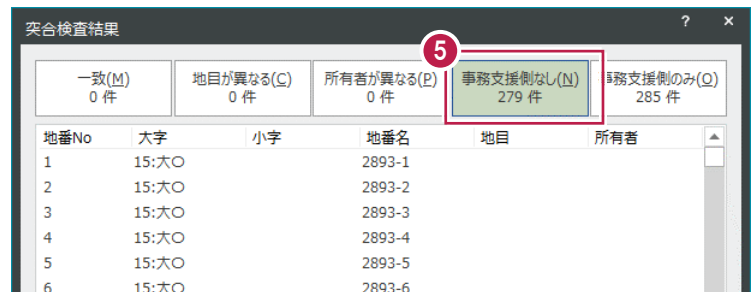 突合検査結果 ? ×
5
一致(M) 地目が異なる(C) 所有者が異なる(P) 事務支援側なし(N) 事務支援側のみ(O)
0 件 0 件 0 件 279 件 285 件
地番No 大字 小字 地番名 地目 所有者
1 15:大〇 2893-1
2 15:大〇 2893-2
3 15:大〇 2893-3
4 15:大〇 2893-4
5 15:大〇 2893-5
6 15:大〇 2893-6